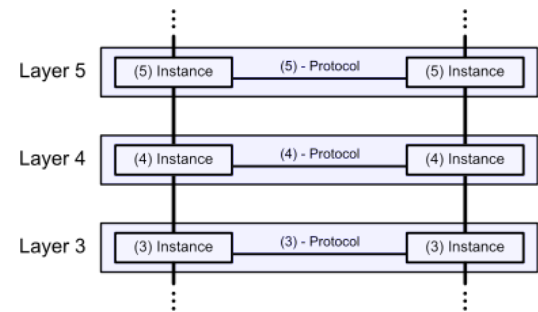 Layer 5 (5) Instance (5) - Protocol (5) Instance
Layer 4 (4) Instance (4) - Protocol (4) Instance
Layer 3 (3) Instance (3) - Protocol (3) Instance